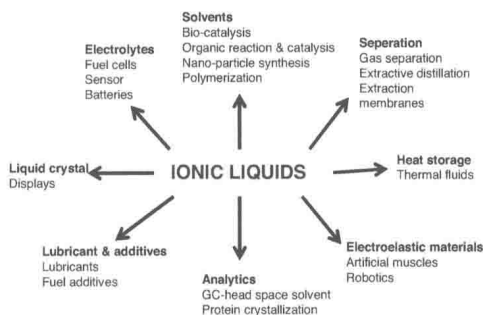 Solvents
Bio-catalysis
Organic reaction & catalysis
Nano-particle synthesis
Polymerization
Electrolytes
Fuel cells
Sensor
Batteries
Seperation
Gas separation
Extractive distillation
Extraction
membranes
Liquid crystal
Displays
IONIC LIQUIDS
Heat storage
Thermal fluids
Lubricant & additives
Lubricants
Fuel additives
Analytics
GC-head space solvent
Protein crystallization
Electroelastic materials
Artificial muscles
Robotics